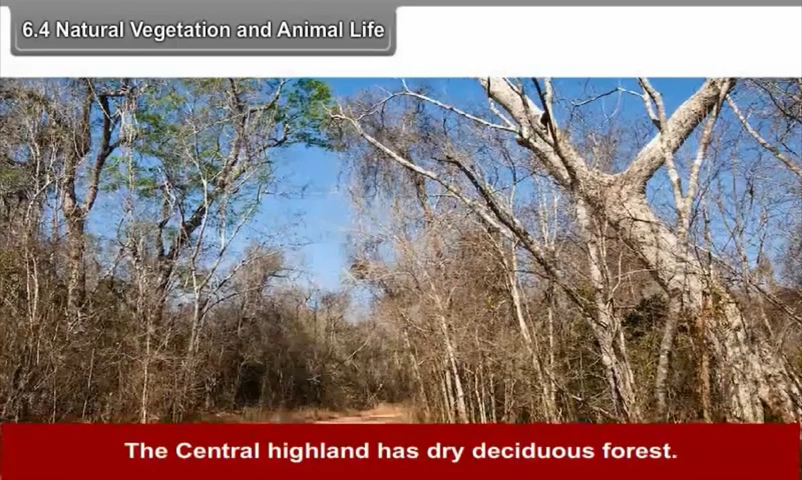 6.4 Natural Vegetation and Animal Life
The Central highland has dry deciduous forest.